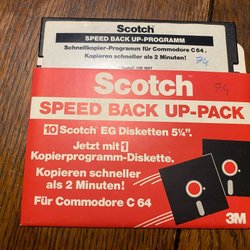 Scotch
SPEED BACK UP-PROGRAMM
Schnellkopier-Programm für Commodore C 64.
Kopieren schneller als 2 Minuten!
74
Scotch
74
SPEED BACK UP-PACK
10 Scotch EG Disketten 5¼".
Jetzt mit 1
Kopierprogramm-Diskette.
Kopieren schneller
als 2 Minuten!
Für Commodore C 64
3M